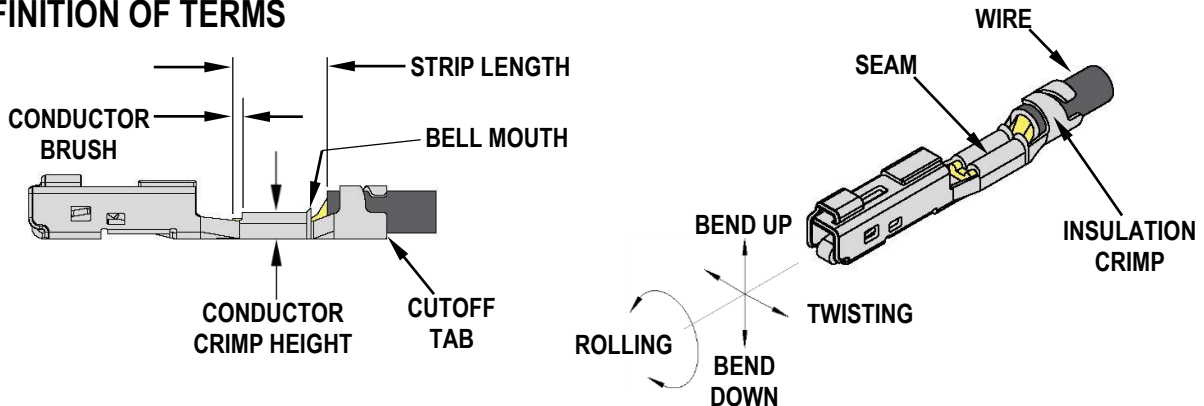 FINITION OF TERMS
STRIP LENGTH
CONDUCTOR
BRUSH
BELL MOUTH
CONDUCTOR
CRIMP HEIGHT
CUTOFF
TAB
WIRE
SEAM
INSULATION
CRIMP
BEND UP
TWISTING
ROLLING
BEND
DOWN